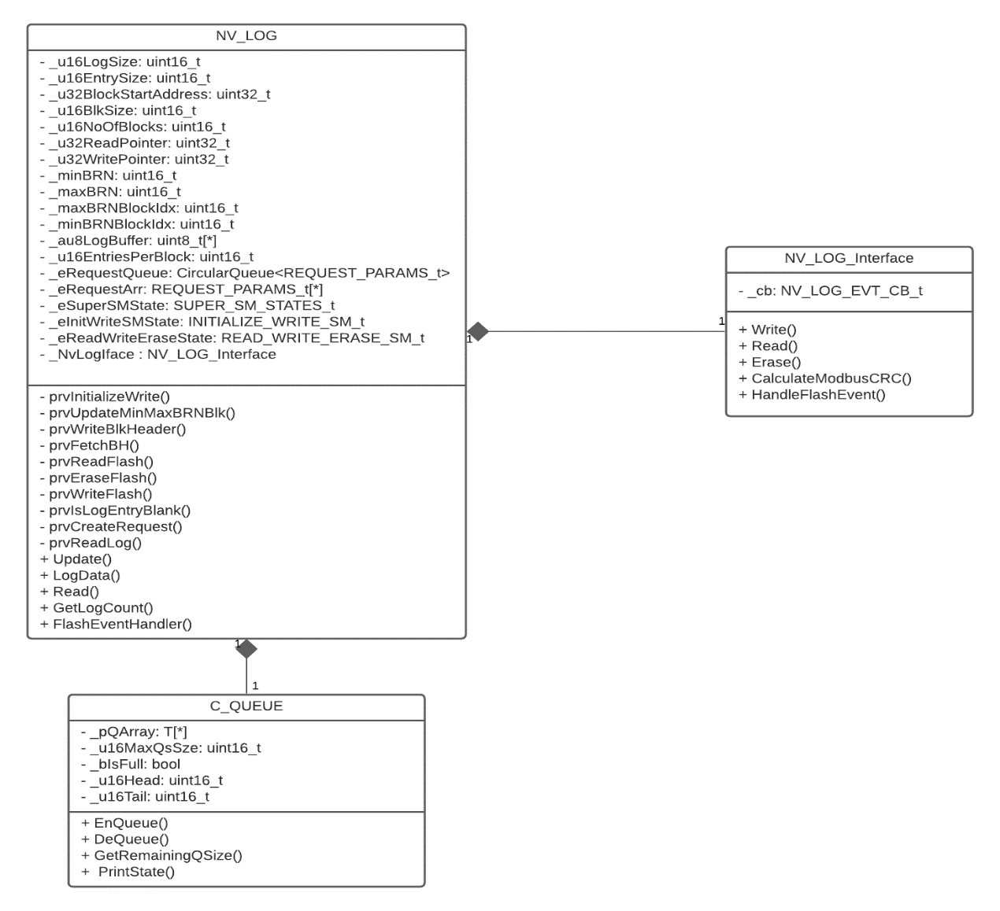 NV_LOG
- _u16LogSize: uint16_t
- _u16EntrySize: uint16_t
- _u32BlockStartAddress: uint32_t
- _u16BlkSize: uint16_t
- _u16NoOfBlocks: uint16_t
- _u32ReadPointer: uint32_t
- _u32WritePointer: uint32_t
- _minBRN: uint16_t
- _maxBRN: uint16_t
- _maxBRNBlockIdx: uint16_t
- _minBRNBlockIdx: uint16_t
- _au8LogBuffer: uint8_t[*]
- _u16EntriesPerBlock: uint16_t
- _eRequestQueue: CircularQueue<REQUEST_PARAMS_t>
- _eRequestArr: REQUEST_PARAMS_t[*]
- _eSuperSMState: SUPER_SM_STATES_t
- _eInitWriteSMState: INITIALIZE_WRITE_SM_t
- _eReadWriteEraseState: READ_WRITE_ERASE_SM_t
- _NvLogIface : NV_LOG_Interface
- prvInitializeWrite()
- prvUpdateMinMaxBRNBlk()
- prvWriteBlkHeader()
- prvFetchBH()
- prvReadFlash()
- prvEraseFlash()
- prvWriteFlash()
- prvIsLogEntryBlank()
- prvCreateRequest()
- prvReadLog()
+ Update()
+ LogData()
+ Read()
+ GetLogCount()
+ FlashEventHandler()
1
1
NV_LOG_Interface
- _cb: NV_LOG_EVT_CB_t
+ Write()
+ Read()
+ Erase()
+ CalculateModbusCRC()
+ HandleFlashEvent()
1
1
C_QUEUE
- _pQArray: T[*]
- _u16MaxQsSze: uint16_t
- _bIsFull: bool
- _u16Head: uint16_t
- _u16Tail: uint16_t
+ EnQueue()
+ DeQueue()
+ GetRemainingQSize()
+ PrintState()